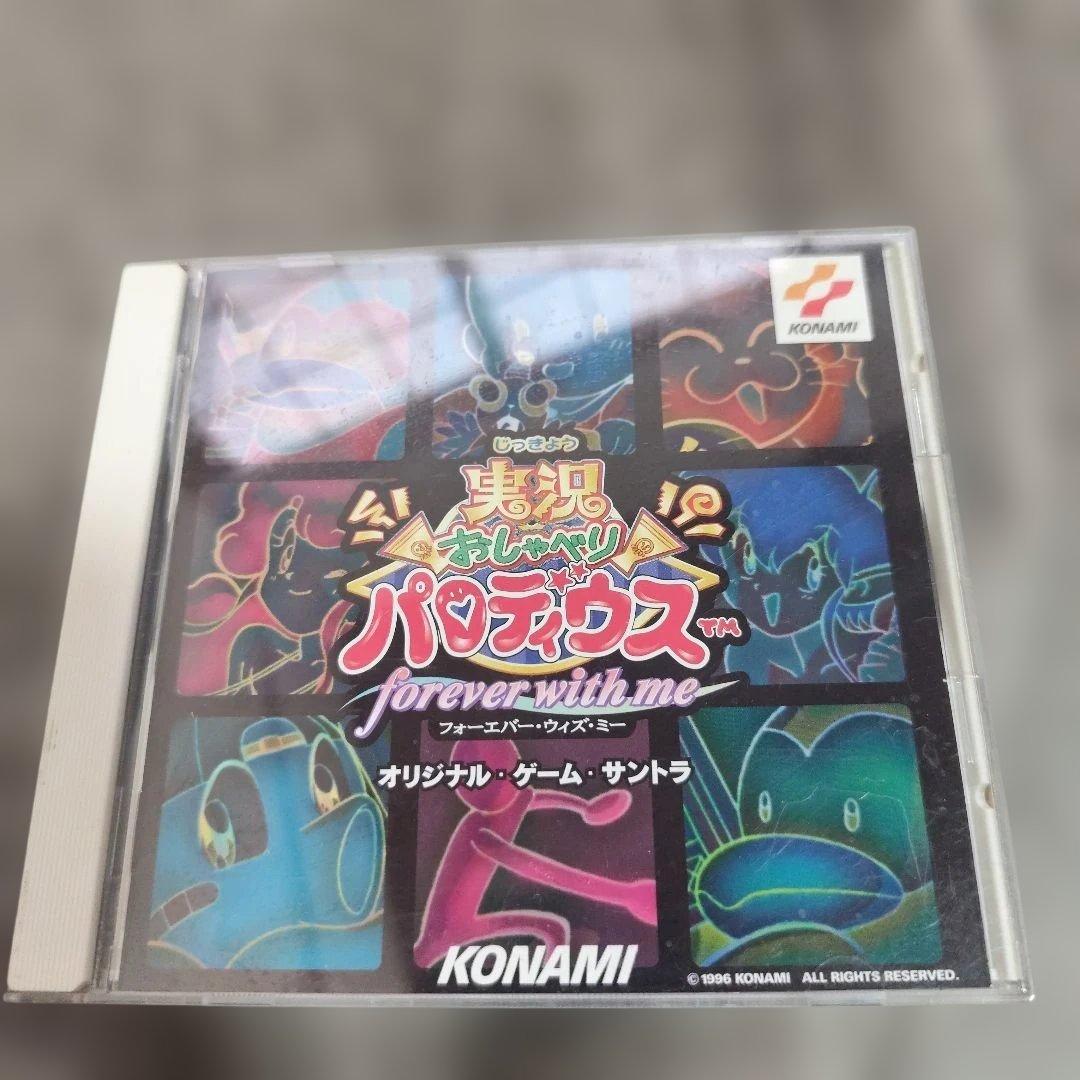 KONAMI
じっきょう
実況
おしゃべり
パロディウス™
forever with me
フォーエバー・ウィズ・ミー
オリジナル・ゲーム・サントラ
KONAMI
©1996 KONAMI ALL RIGHTS RESERVED.